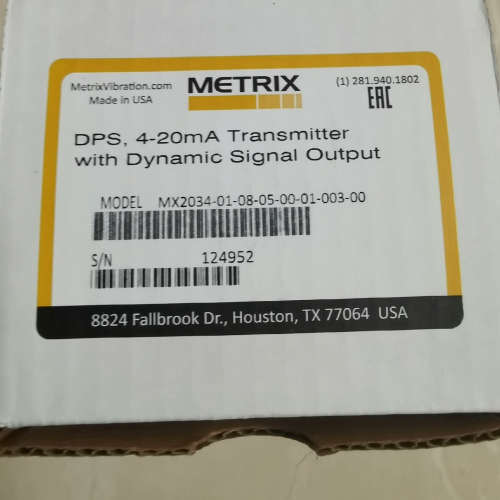 MetrixVibration.com
Made in USA
METRIX
(1) 281.940.1802
EAC
DPS, 4-20mA Transmitter
with Dynamic Signal Output
MODEL MX2034-01-08-05-00-01-003-00
S/N 124952
8824 Fallbrook Dr., Houston, TX 77064 USA